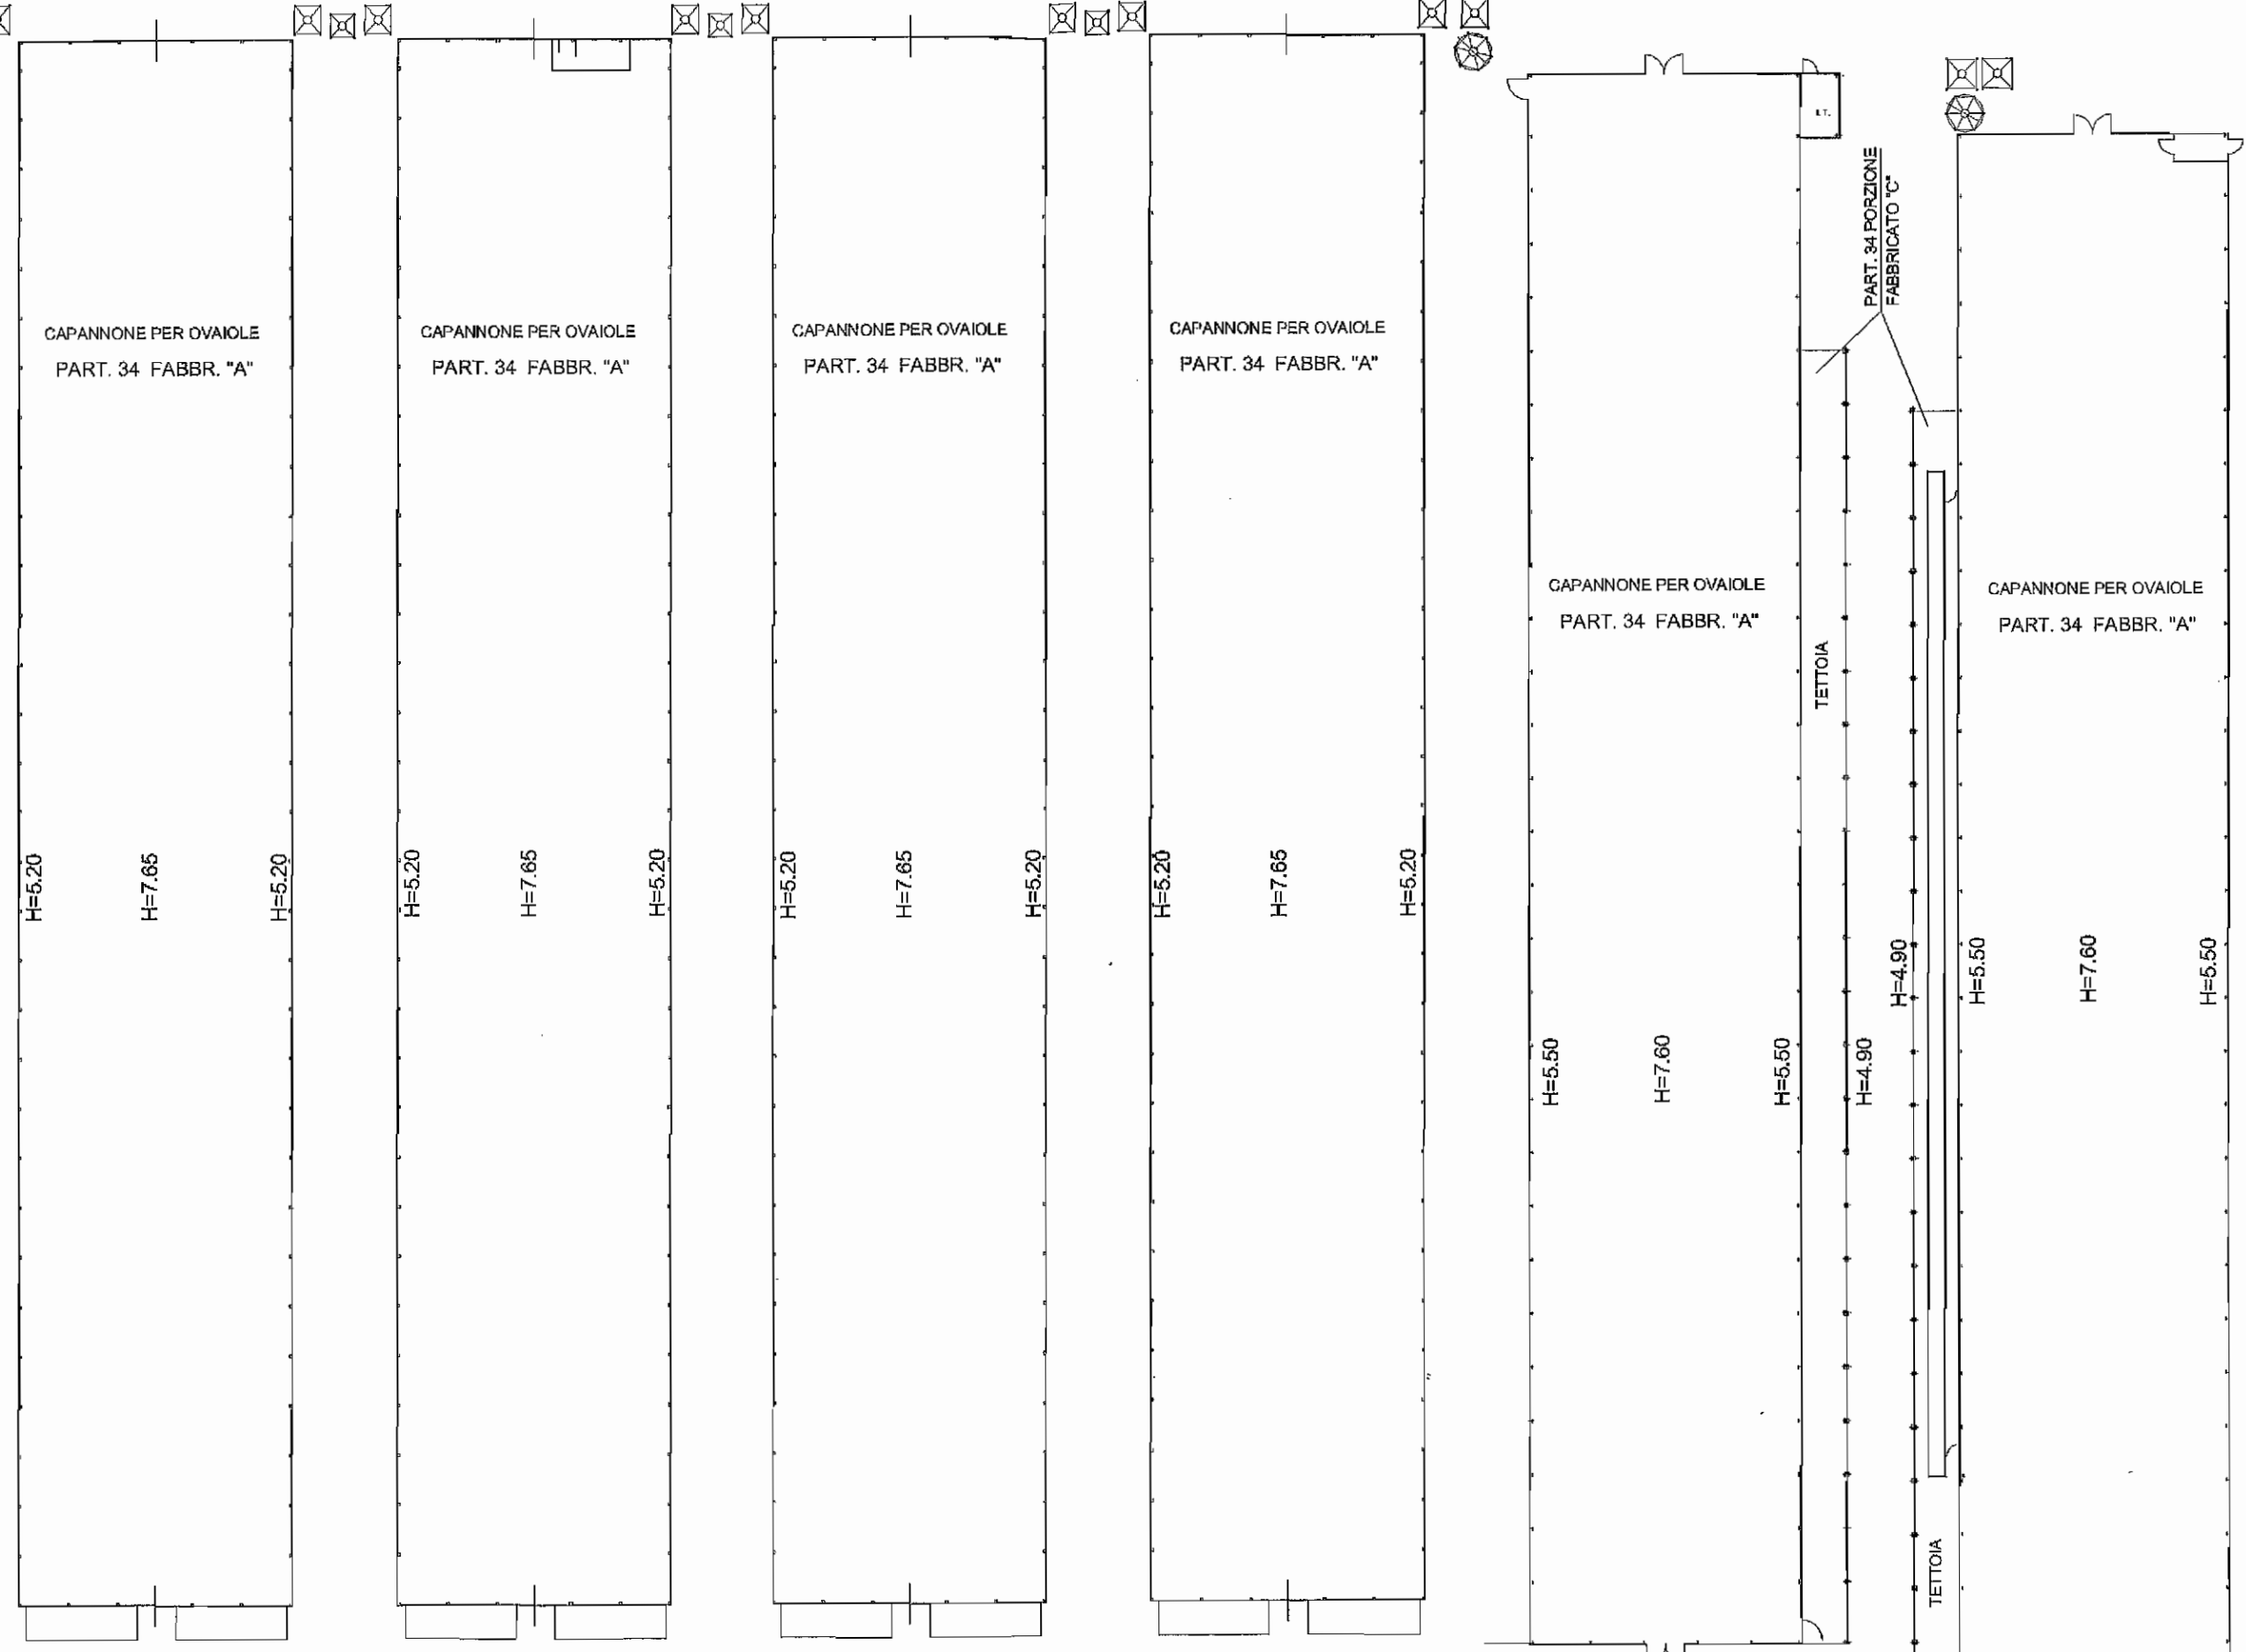 CAPANNONE PER OVAIOLE
PART. 34 FABBR. "A"
H=5.20
H=7.65
H=5.20
CAPANNONE PER OVAIOLE
PART. 34 FABBR. "A"
H=5.20
H=7.65
H=5.20
CAPANNONE PER OVAIOLE
PART. 34 FABBR. "A"
H=5.20
H=7.65
H=5.20
CAPANNONE PER OVAIOLE
PART. 34 FABBR. "A"
H=5.20
H=7.65
H=5.20
CAPANNONE PER OVAIOLE
PART. 34 FABBR. "A"
H=5.50
H=7.60
H=5.50
TETTOIA
H=4.90
PART. 34 PORZIONE
FABBRICATO "C"
H=4.90
TETTOIA
CAPANNONE PER OVAIOLE
PART. 34 FABBR. "A"
H=5.50
H=7.60
H=5.50